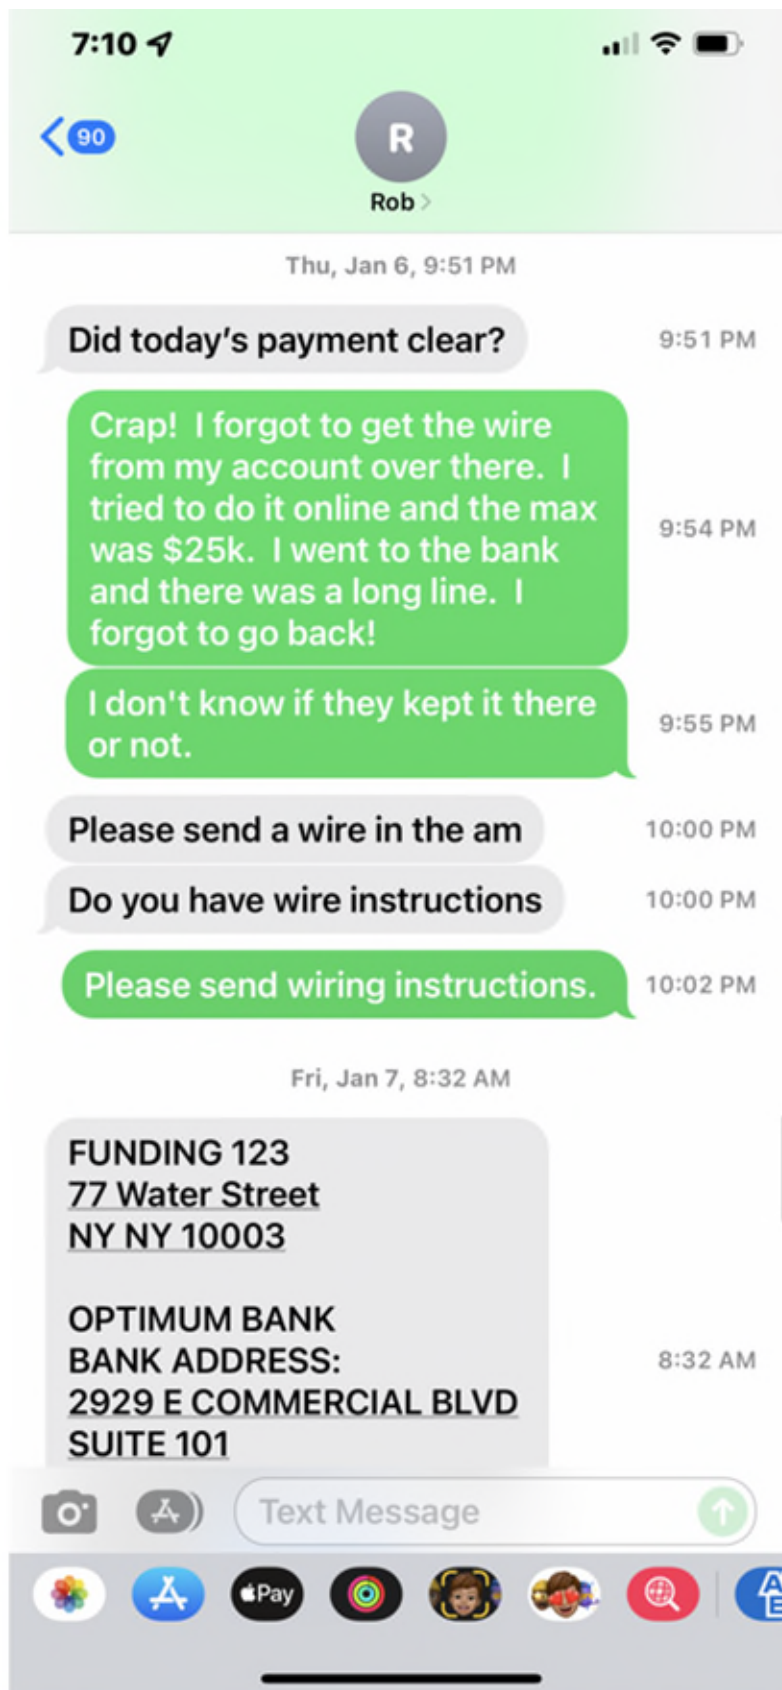 7:10
90
R
Rob
Thu, Jan 6, 9:51 PM
Did today's payment clear?
9:51 PM
Crap!  I forgot to get the wire
from my account over there.  I
tried to do it online and the max
was $25k.  I went to the bank
and there was a long line.  I
forgot to go back!
9:54 PM
I don't know if they kept it there
or not.
9:55 PM
Please send a wire in the am
10:00 PM
Do you have wire instructions
10:00 PM
Please send wiring instructions.
10:02 PM
Fri, Jan 7, 8:32 AM
FUNDING 123
77 Water Street
NY NY 10003
OPTIMUM BANK
BANK ADDRESS:
2929 E COMMERCIAL BLVD
SUITE 101
8:32 AM
Text Message
Pay